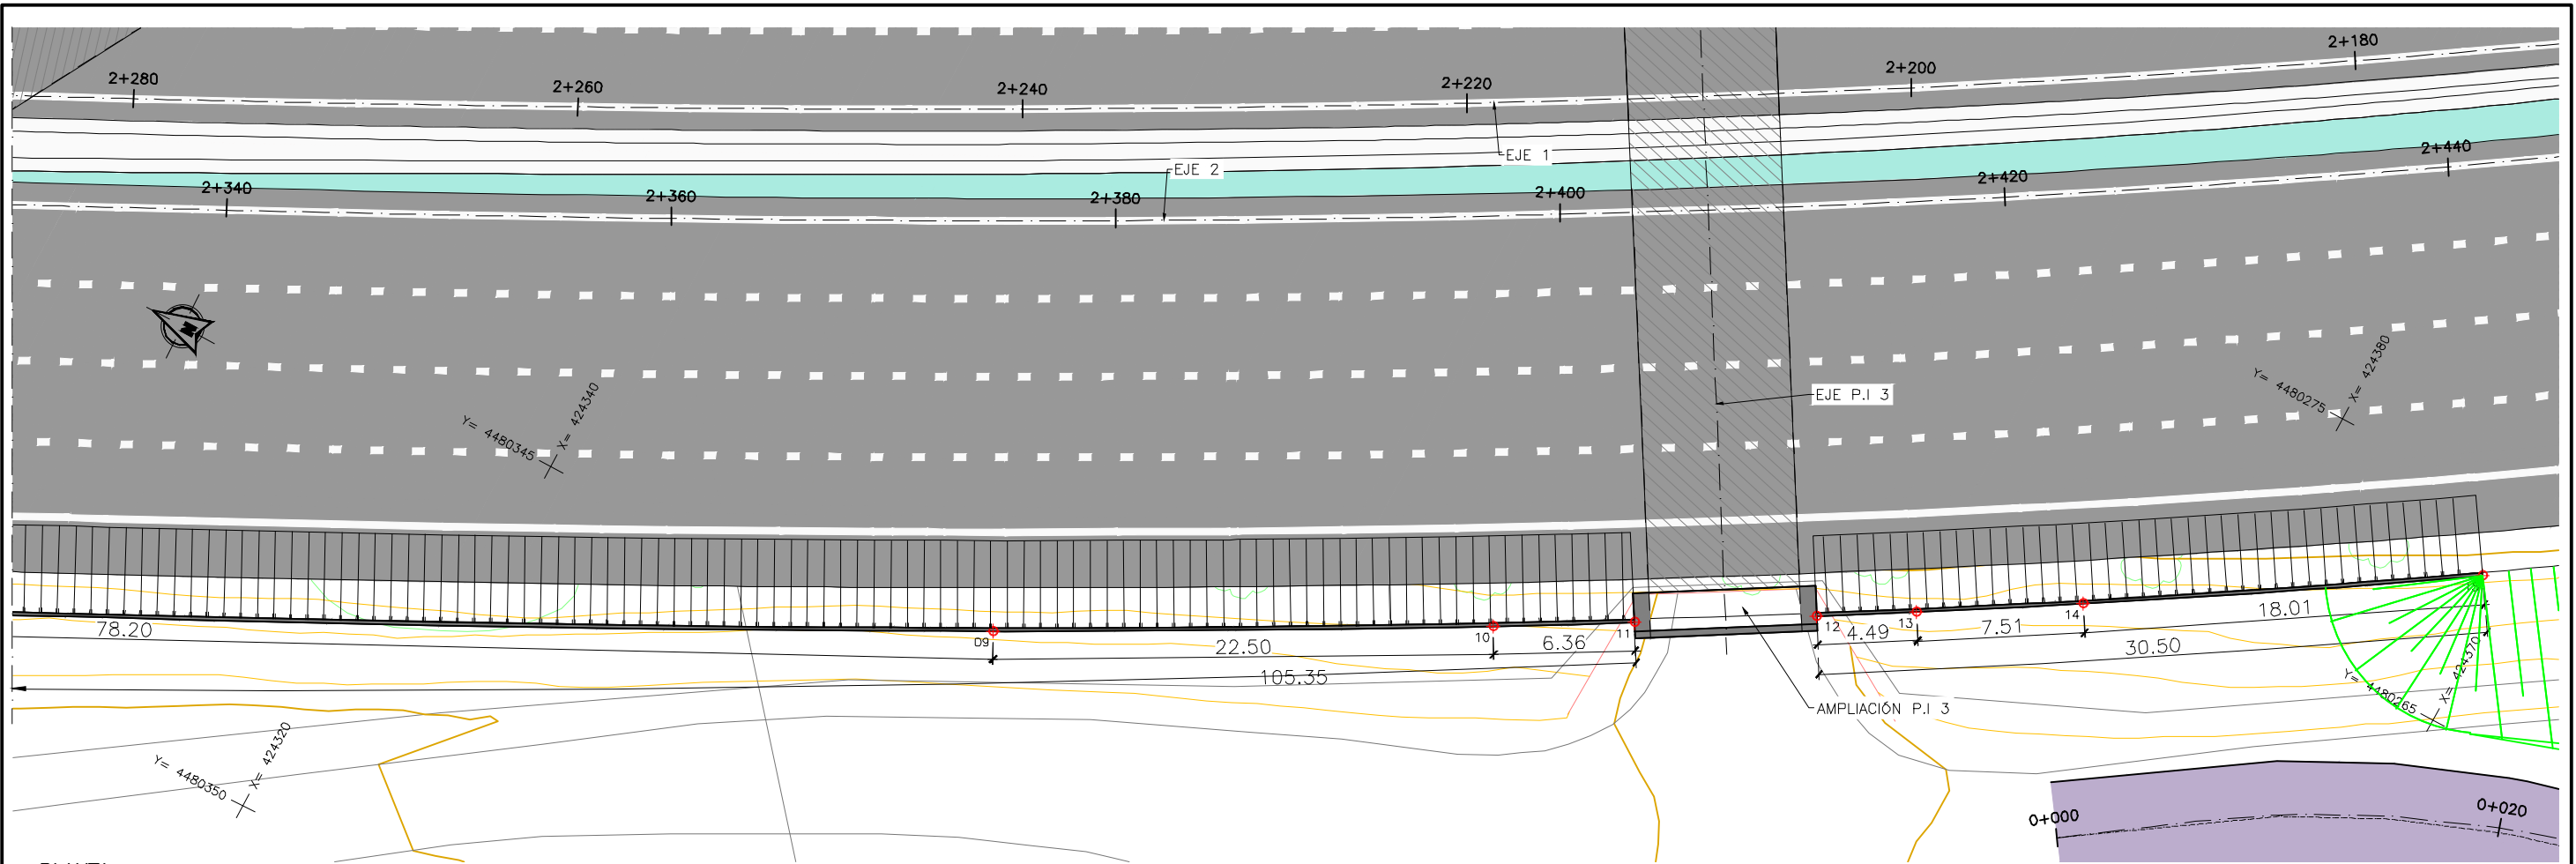 2+280
2+260
2+240
2+220
2+200
2+180
EJE 1
EJE 2
2+340
2+360
2+380
2+400
2+420
2+440
N
EJE P.I 3
Y= 4480345
X= 424340
Y= 4480275
X= 424380
78.20
09
22.50
10
6.36
11
105.35
12
4.49
13
7.51
14
18.01
30.50
AMPLIACIÓN P.I 3
Y= 4480265
X= 424370
Y= 4480350
X= 424320
0+000
0+020